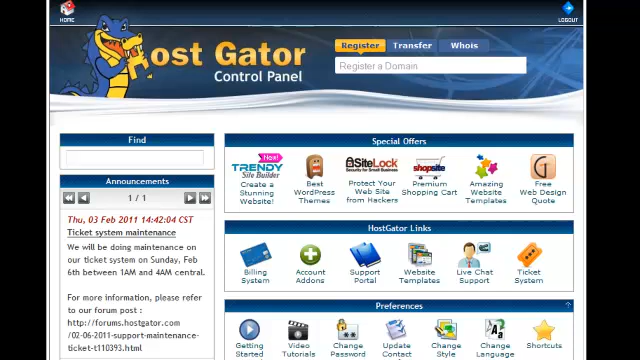 HOME
LOGOUT
Host Gator
Control Panel
Register
Transfer
Whois
Register a Domain
Find
Announcements
1 / 1
Thu, 03 Feb 2011 14:42:04 CST
Ticket system maintenance
We will be doing maintenance on
our ticket system on Sunday, Feb
6th between 1AM and 4AM central.
For more information, please refer
to our forum post :
http://forums.hostgator.com
/02-06-2011-support-maintenance-
ticket-t110393.html
Special Offers
New!
TRENDY
Site Builder
Create a
Stunning
Website!
Best
WordPress
Themes
SiteLock
Security for Small Business
Protect Your
Web Site
from Hackers
shopsite
Premium
Shopping Cart
Amazing
Website
Templates
Free
Web Design
Quote
HostGator Links
Billing
System
Account
Addons
Support
Portal
Website
Templates
Live Chat
Support
Ticket
System
Preferences
Getting
Started
Video
Tutorials
Change
Password
Update
Contact
Change
Style
Change
Language
Shortcuts